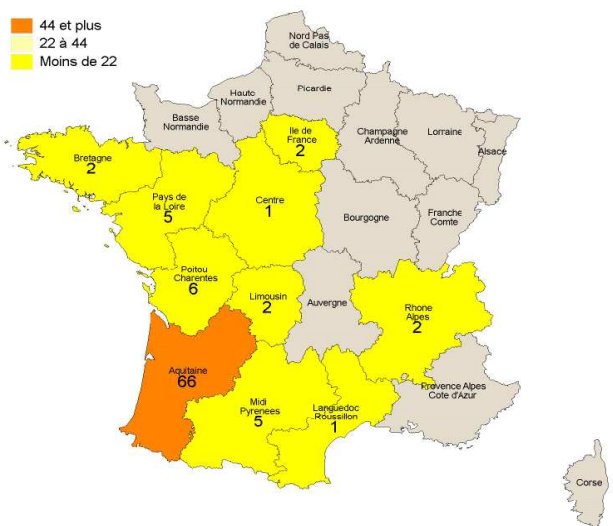 44 et plus
22 à 44
Moins de 22
Nord Pas
de Calais
Haute
Normandie
Picardie
Basse
Normandie
Ile de
France
2
Champagne
Ardenne
Lorraine
Alsace
Bretagne
2
Pays de
la Loire
5
Centre
1
Bourgogne
Franche
Comte
Poitou
Charentes
6
Limousin
2
Auvergne
Rhone
Alpes
2
Aquitaine
66
Midi
Pyrenees
5
Languedoc
Roussillon
1
Provence Alpes
Cote d'Azur
Corse